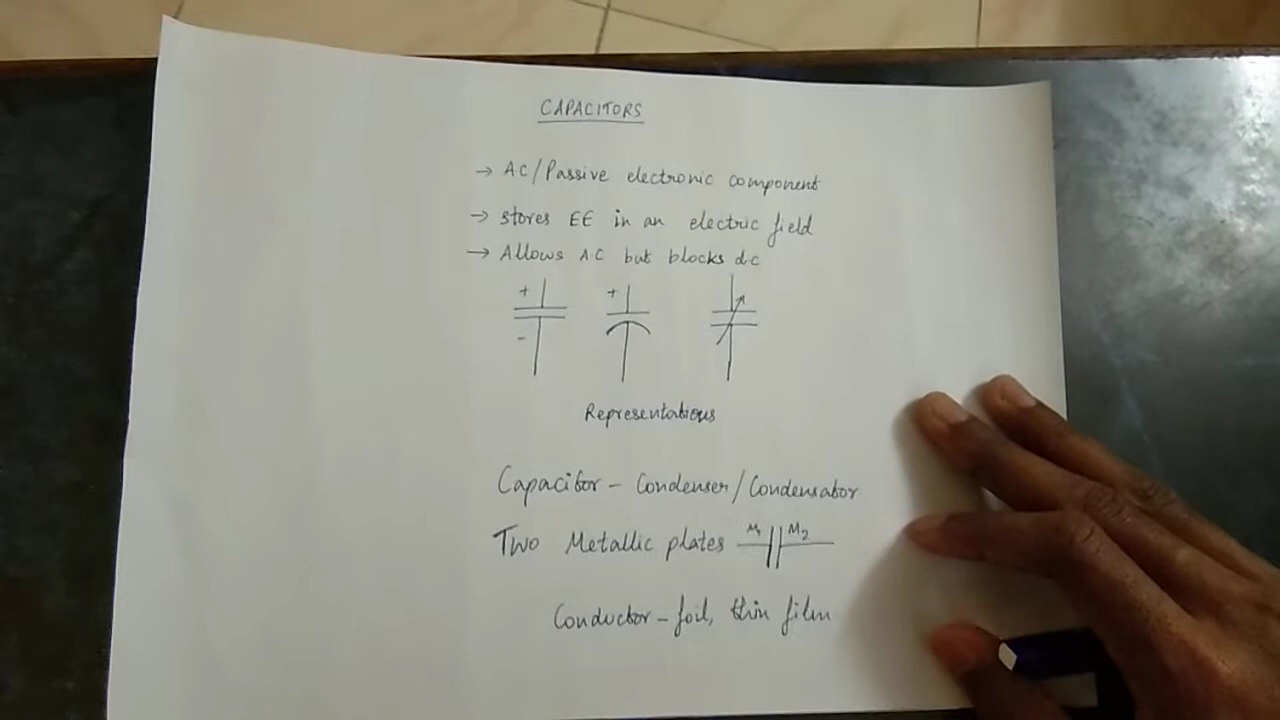 CAPACITORS
→ AC/Passive electronic component
→ stores EE in an electric field
→ Allows A.C but blocks d.c
+ +
-
Representations
Capacitor - Condenser/Condensator
Two Metallic plates M1 M2
Conductor - foil, thin film